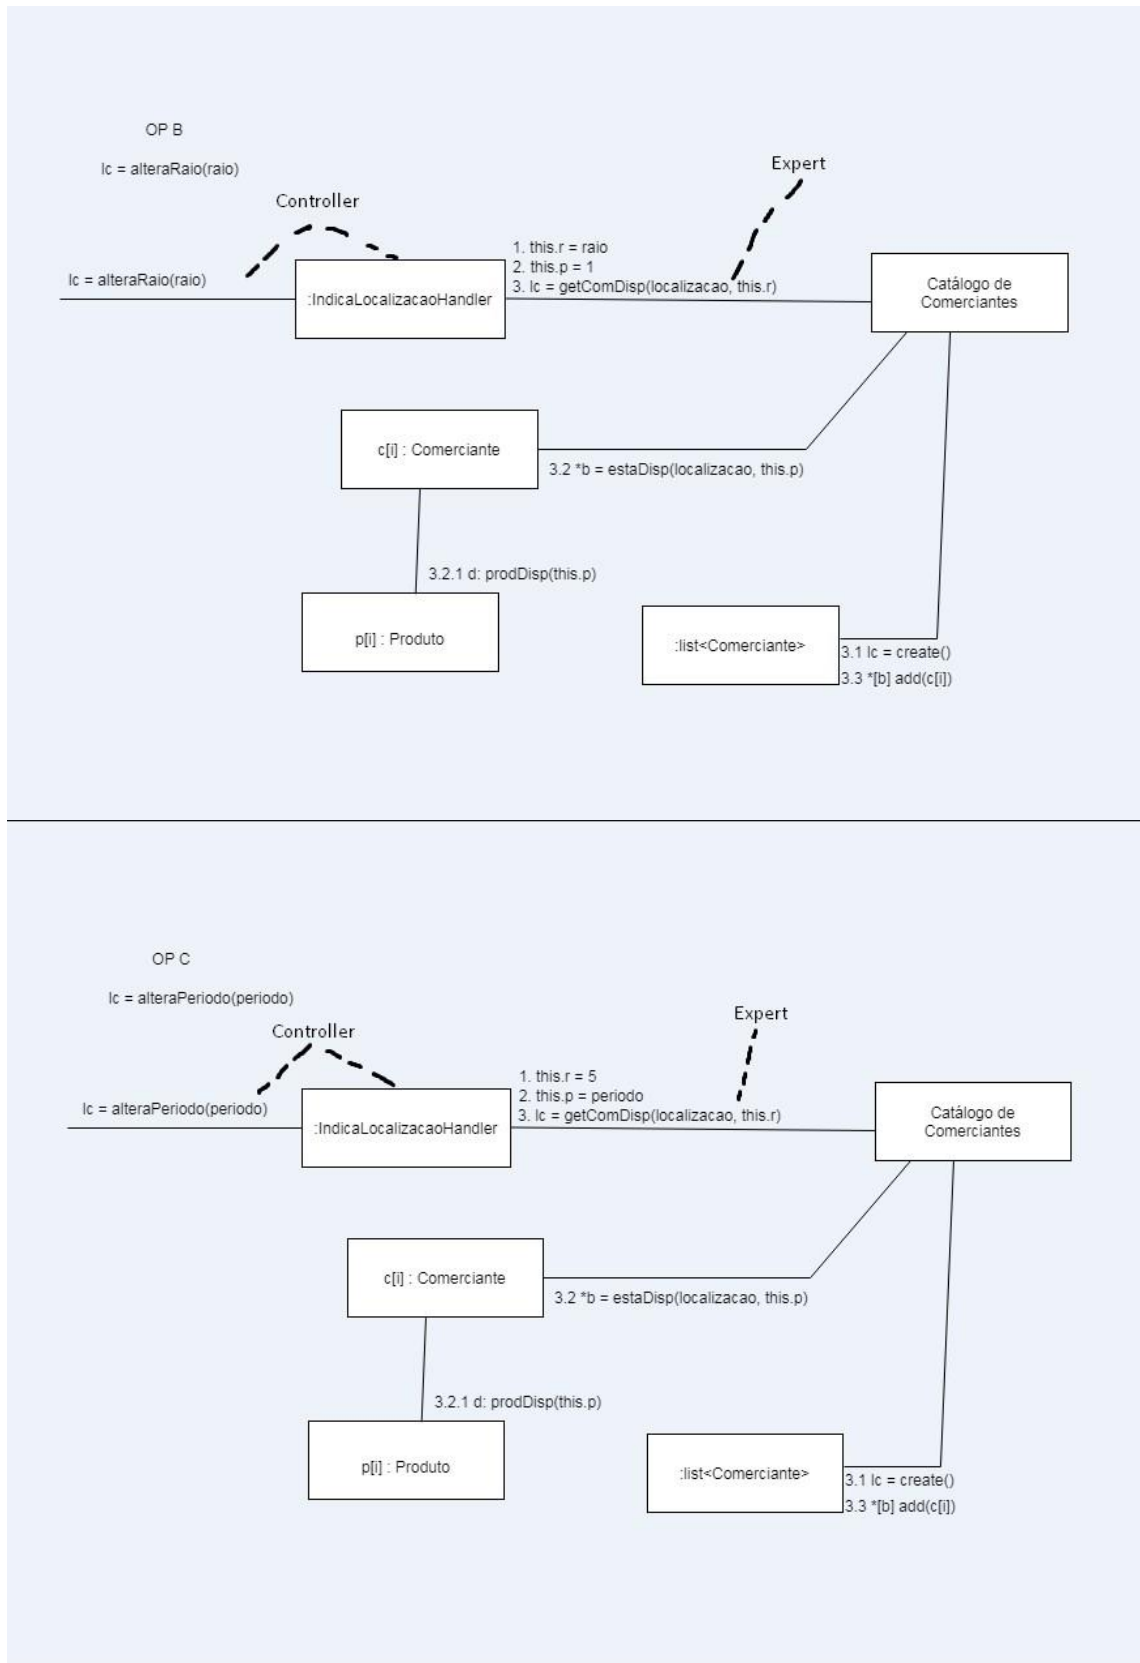 OP B
lc = alteraRaio(raio)
Expert
Controller
1. this.r = raio
2. this.p = 1
3. lc = getComDisp(localizacao, this.r)
lc = alteraRaio(raio)
:IndicaLocalizacaoHandler
Catálogo de
Comerciantes
c[i] : Comerciante
3.2 *b = estaDisp(localizacao, this.p)
3.2.1 d: prodDisp(this.p)
p[i] : Produto
:list<Comerciante>
3.1 lc = create()
3.3 *[b] add(c[i])
OP C
lc = alteraPeriodo(periodo)
Expert
Controller
1. this.r = 5
2. this.p = periodo
3. lc = getComDisp(localizacao, this.r)
lc = alteraPeriodo(periodo)
:IndicaLocalizacaoHandler
Catálogo de
Comerciantes
c[i] : Comerciante
3.2 *b = estaDisp(localizacao, this.p)
3.2.1 d: prodDisp(this.p)
p[i] : Produto
:list<Comerciante>
3.1 lc = create()
3.3 *[b] add(c[i])